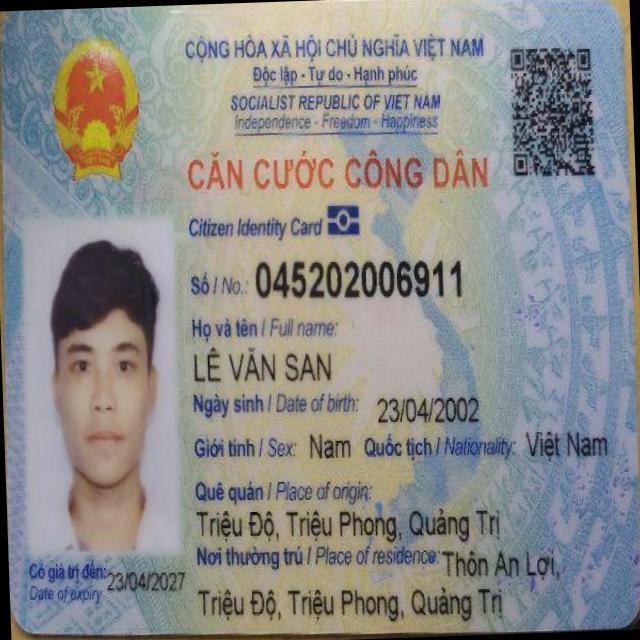 CỘNG HÒA XÃ HỘI CHỦ NGHĨA VIỆT NAM
Độc lập - Tự do - Hạnh phúc
SOCIALIST REPUBLIC OF VIET NAM
Independence - Freedom - Happiness
CĂN CƯỚC CÔNG DÂN
Citizen Identity Card
Số / No.: 045202006911
Họ và tên / Full name:
LÊ VĂN SAN
Ngày sinh / Date of birth: 23/04/2002
Giới tính / Sex: Nam Quốc tịch / Nationality: Việt Nam
Quê quán / Place of origin:
Triệu Độ, Triệu Phong, Quảng Trị
Nơi thường trú / Place of residence: Thôn An Lợi,
Triệu Độ, Triệu Phong, Quảng Trị
Có giá trị đến: 23/04/2027
Date of expiry